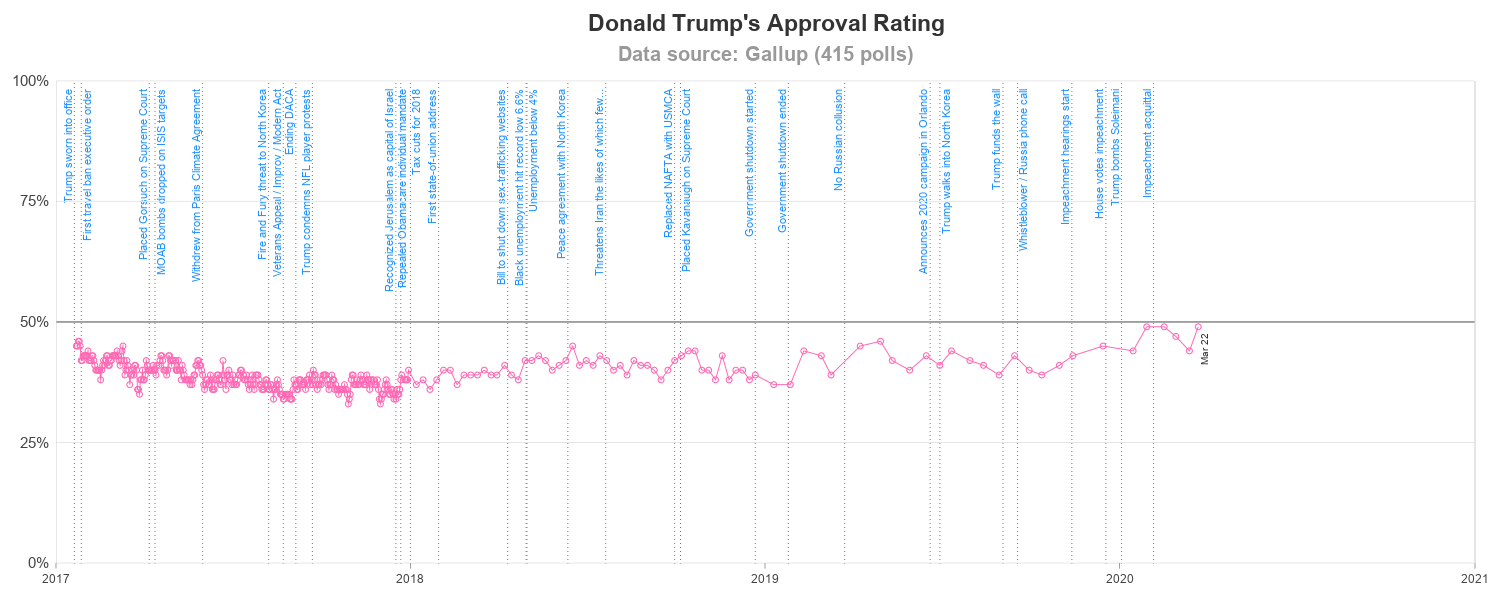 Donald Trump's Approval Rating
Data source: Gallup (415 polls)
100%
75%
50%
25%
0%
Trump sworn into office
First travel ban executive order
Placed Gorsuch on Supreme Court
MOAB bombs dropped on ISIS targets
Withdrew from Paris Climate Agreement
Fire and Fury threat to North Korea
Veterans Appeal / Improv / Modern Act
Ending DACA
Trump condemns NFL player protests
Recognized Jerusalem as capital of Israel
Repealed Obamacare individual mandate
Tax cuts for 2018
First state-of-union address
Bill to shut down sex-trafficking websites
Black unemployment hit record low 6.6%
Unemployment below 4%
Peace agreement with North Korea
Threatens Iran the likes of which few...
Replaced NAFTA with USMCA
Placed Kavanaugh on Supreme Court
Government shutdown started
Government shutdown ended
No Russian collusion
Announces 2020 campaign in Orlando
Trump walks into North Korea
Trump funds the wall
Whistleblower / Russia phone call
Impeachment hearings start
House votes impeachment
Trump bombs Soleimani
Impeachment acquittal
Mar 22
2017
2018
2019
2020
2021